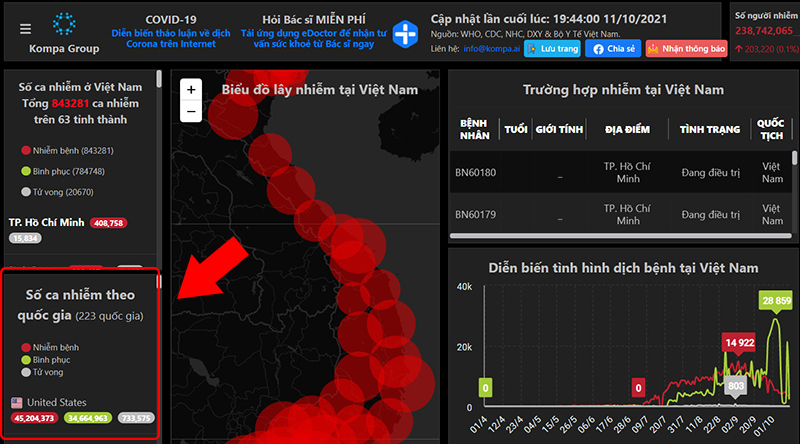 Kompa Group
COVID-19
Diễn biến thảo luận về dịch
Corona trên Internet
Hỏi Bác sĩ MIỄN PHÍ
Tải ứng dụng eDoctor để nhận tư
vấn sức khoẻ từ Bác sĩ ngay
Cập nhật lần cuối lúc: 19:44:00 11/10/2021
Nguồn: WHO, CDC, NHC, DXY & Bộ Y Tế Việt Nam.
Liên hệ: info@kompa.ai
Lưu trang
Chia sẻ
Nhận thông báo
Số người nhiễm
238,742,065
203,220 (0.1%)
Số ca nhiễm ở Việt Nam
Tổng 843281 ca nhiễm
trên 63 tỉnh thành
Nhiễm bệnh (843281)
Bình phục (784748)
Tử vong (20670)
TP. Hồ Chí Minh 408,758
15,834
Số ca nhiễm theo
quốc gia (223 quốc gia)
Nhiễm bệnh
Bình phục
Tử vong
United States
45,204,373 34,664,963 733,575
+
−
Biểu đồ lây nhiễm tại Việt Nam
Trường hợp nhiễm tại Việt Nam
BỆNH NHÂN TUỔI GIỚI TÍNH ĐỊA ĐIỂM TÌNH TRẠNG QUỐC TỊCH
BN60180 _ TP. Hồ Chí Minh Đang điều trị Việt Nam
BN60179 _ TP. Hồ Chí Minh Đang điều trị Việt Nam
Diễn biến tình hình dịch bệnh tại Việt Nam
40k
20k
0
0
0
14 922
803
28 859
01/4 12/4 23/4 04/5 15/5 26/5 06/6 17/6 28/6 09/7 20/7 31/7 11/8 22/8 02/9 20/9 01/10